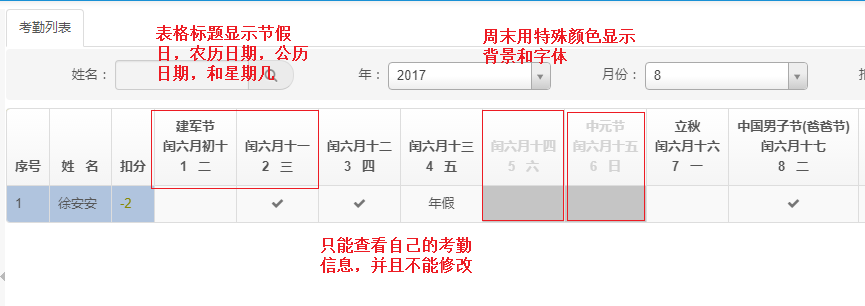 考勤列表
表格标题显示节假
日，农历日期，公历
日期，和星期几
周末用特殊颜色显示
背景和字体
姓名：
年： 2017
月份： 8
序号 姓 名 扣分
建军节
闰六月初十
1 二
闰六月十一
2 三
闰六月十二
3 四
闰六月十三
4 五
闰六月十四
5 六
中元节
闰六月十五
6 日
立秋
闰六月十六
7 一
中国男子节(爸爸节)
闰六月十七
8 二
1 徐安安 -2 年假
只能查看自己的考勤
信息，并且不能修改